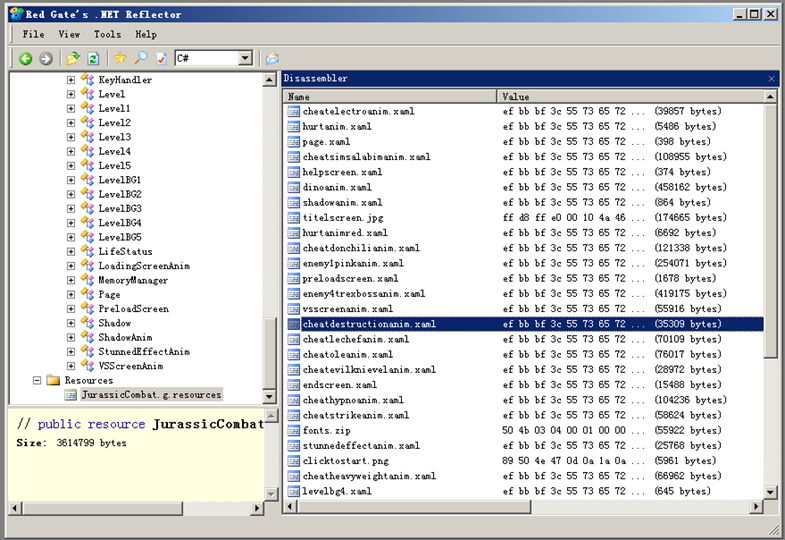 Red Gate's .NET Reflector
File View Tools Help
C#
KeyHandler
Level
Level1
Level2
Level3
Level4
Level5
LevelBG1
LevelBG2
LevelBG3
LevelBG4
LevelBG5
LifeStatus
LoadingScreenAnim
MemoryManager
Page
PreloadScreen
Shadow
ShadowAnim
StunnedEffectAnim
VSScreenAnim
Resources
JurassicCombat.g.resources
// public resource JurassicCombat
Size: 3614799 bytes
Disassembler
Name Value
cheatelectroanim.xaml ef bb bf 3c 55 73 65 72 ... (39857 bytes)
hurtanim.xaml ef bb bf 3c 55 73 65 72 ... (5486 bytes)
page.xaml ef bb bf 3c 55 73 65 72 ... (398 bytes)
cheatsimsalabimanim.xaml ef bb bf 3c 55 73 65 72 ... (108955 bytes)
helpscreen.xaml ef bb bf 3c 55 73 65 72 ... (374 bytes)
dinoanim.xaml ef bb bf 3c 55 73 65 72 ... (458162 bytes)
shadowanim.xaml ef bb bf 3c 55 73 65 72 ... (864 bytes)
titelscreen.jpg ff d8 ff e0 00 10 4a 46 ... (174665 bytes)
hurtanimred.xaml ef bb bf 3c 55 73 65 72 ... (6692 bytes)
cheatdonchilianim.xaml ef bb bf 3c 55 73 65 72 ... (121338 bytes)
enemy1pinkanim.xaml ef bb bf 3c 55 73 65 72 ... (254071 bytes)
preloadscreen.xaml ef bb bf 3c 55 73 65 72 ... (1678 bytes)
enemy4trexbossanim.xaml ef bb bf 3c 55 73 65 72 ... (419175 bytes)
vsscreenanim.xaml ef bb bf 3c 55 73 65 72 ... (55916 bytes)
cheatdestructionanim.xaml ef bb bf 3c 55 73 65 72 ... (35309 bytes)
cheatlechefanim.xaml ef bb bf 3c 55 73 65 72 ... (70109 bytes)
cheatoleanim.xaml ef bb bf 3c 55 73 65 72 ... (76017 bytes)
cheatevilknievelanim.xaml ef bb bf 3c 55 73 65 72 ... (28972 bytes)
endscreen.xaml ef bb bf 3c 55 73 65 72 ... (15488 bytes)
cheathypnoanim.xaml ef bb bf 3c 55 73 65 72 ... (104236 bytes)
cheatstrikeanim.xaml ef bb bf 3c 55 73 65 72 ... (58624 bytes)
fonts.zip 50 4b 03 04 00 01 00 00 ... (55922 bytes)
stunnedeffectanim.xaml ef bb bf 3c 55 73 65 72 ... (25768 bytes)
clicktostart.png 89 50 4e 47 0d 0a 1a 0a ... (5961 bytes)
cheatheavyweightanim.xaml ef bb bf 3c 55 73 65 72 ... (66962 bytes)
levelbg4.xaml ef bb bf 3c 55 73 65 72 ... (645 bytes)